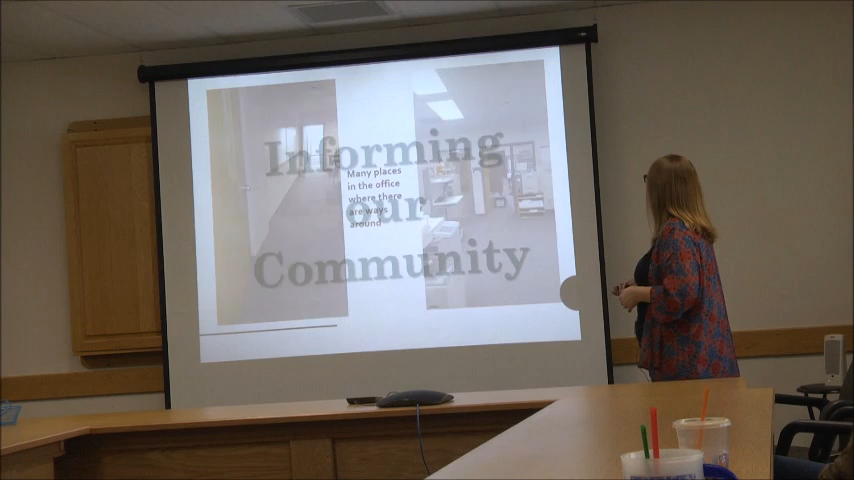 Informing
our
Community
Many places
in the office
where there
are ways
around